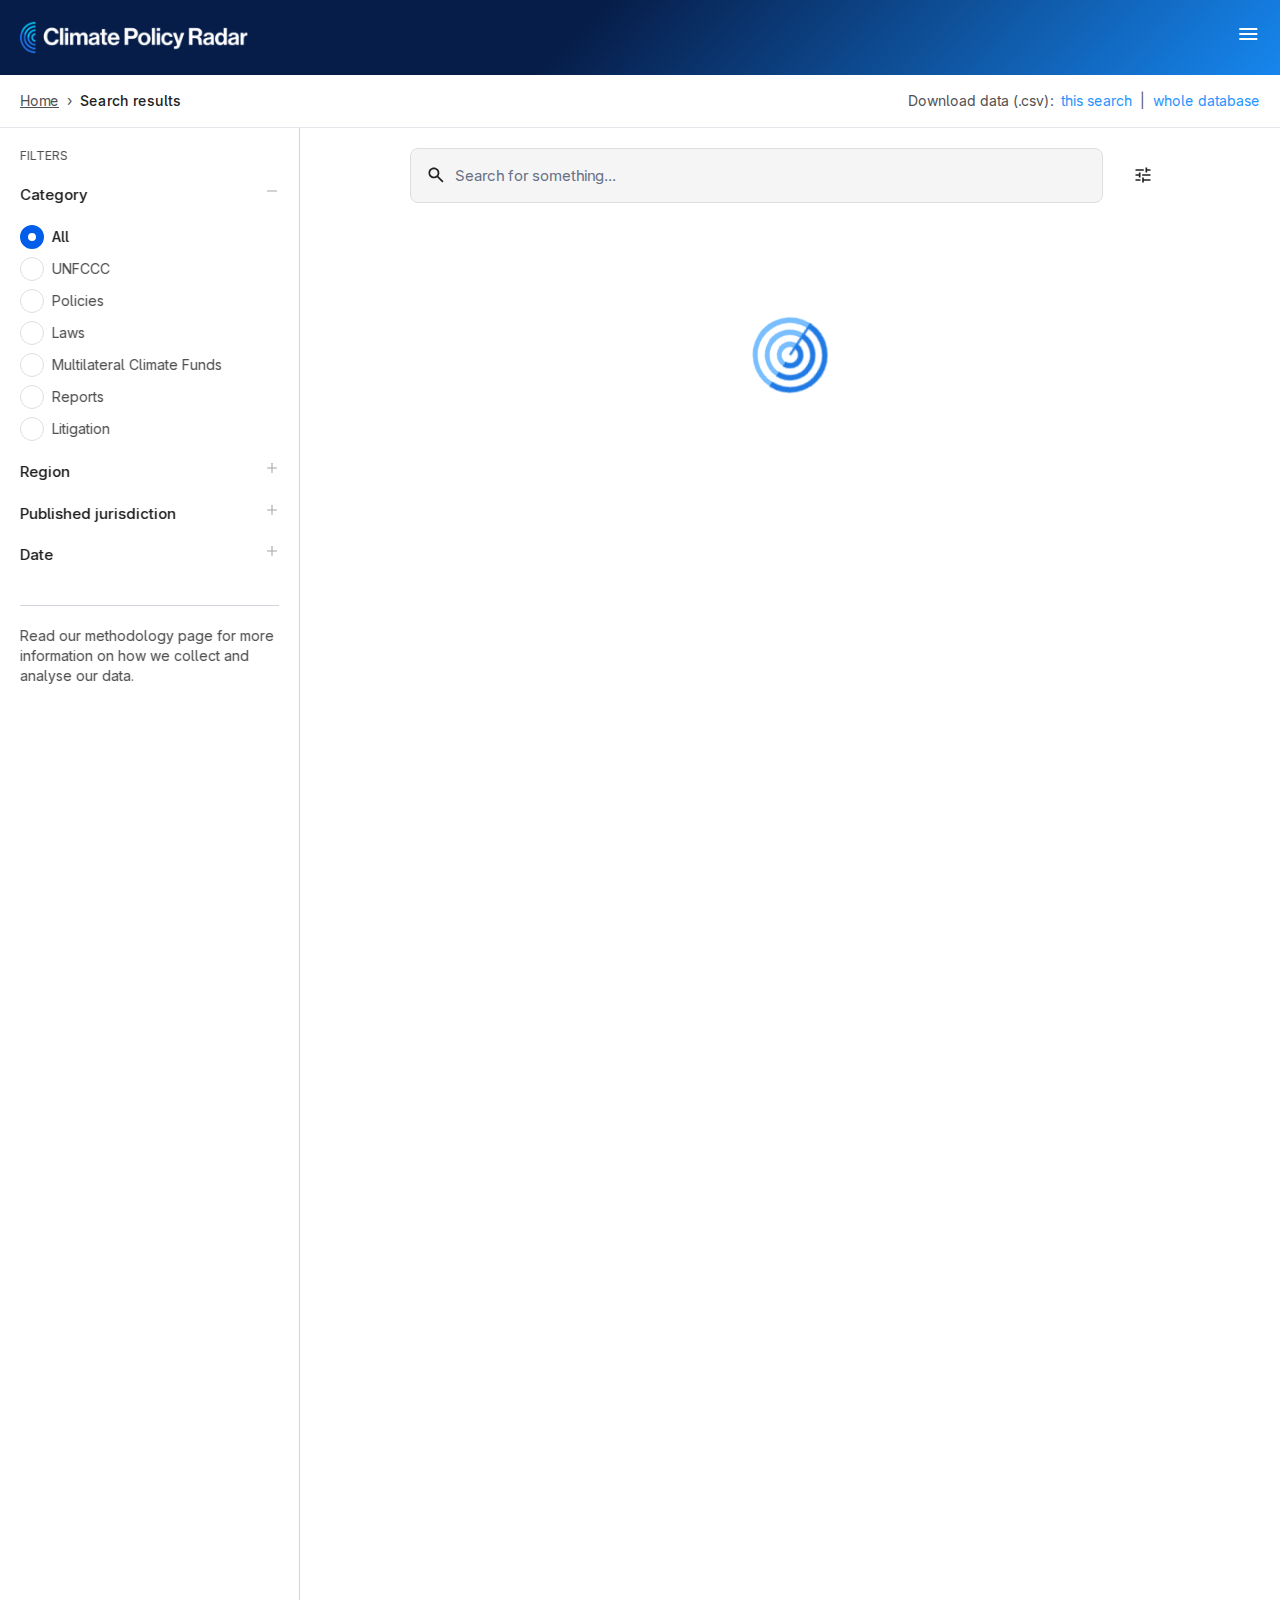 Climate Policy Radar
Home › Search results
Download data (.csv): this search | whole database
FILTERS
Category
All
UNFCCC
Policies
Laws
Multilateral Climate Funds
Reports
Litigation
Region
Published jurisdiction
Date
Read our methodology page for more
information on how we collect and
analyse our data.
Search for something...